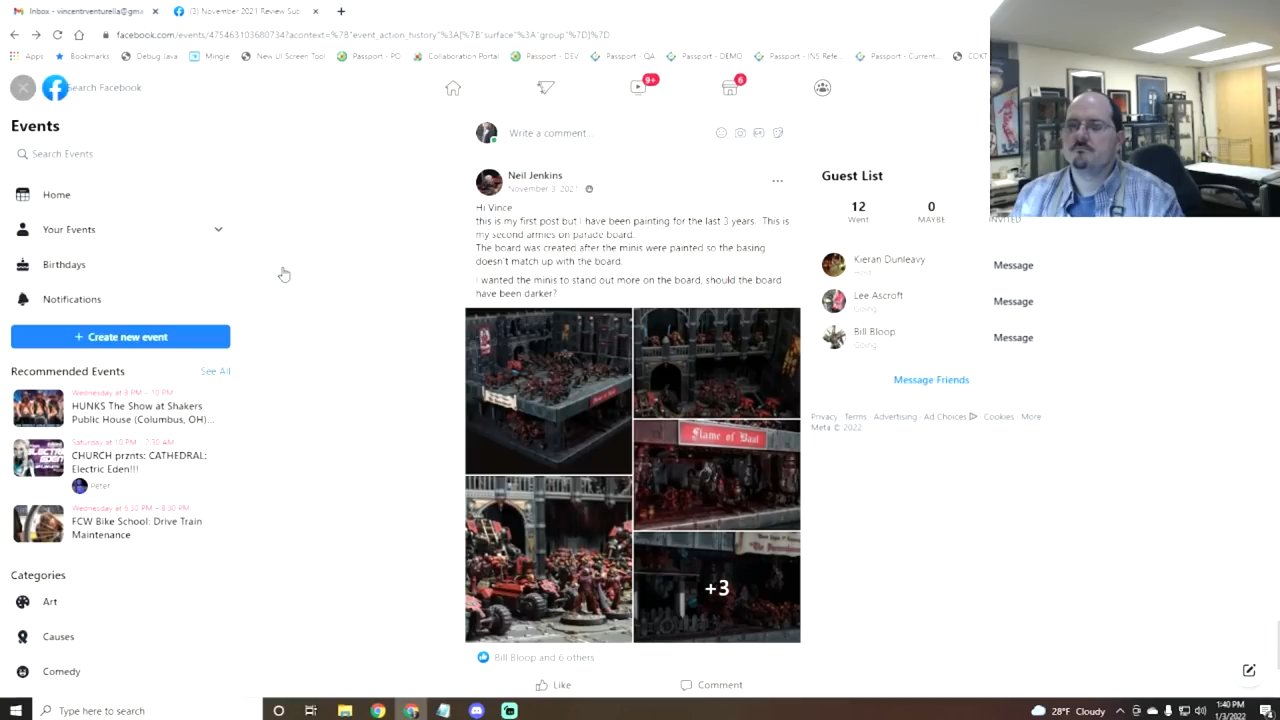 Inbox - vincentrventurella@gma
(3) November 2021 Review Sub
facebook.com/events/475463103680734?acontext=%7B"event_action_history"%3A[%7B"surface"%3A"group"%7D]%7D
Apps
Bookmarks
Debug Java
Mingle
New UI Screen Tool
Passport - PO
Collaboration Portal
Passport - DEV
Passport - QA
Passport - DEMO
Passport - INS Refe...
Passport - Current...
COKT
Search Facebook
9+
6
Events
Search Events
Home
Your Events
Birthdays
Notifications
+ Create new event
Recommended Events
See All
Wednesday at 8 PM – 10 PM
HUNKS The Show at Shakers
Public House (Columbus, OH)...
Saturday at 10 PM - 2:30 AM
CHURCH prznts: CATHEDRAL:
Electric Eden!!!
Peter
Wednesday at 6:30 PM – 8:30 PM
FCW Bike School: Drive Train
Maintenance
Categories
Art
Causes
Comedy
Write a comment...
Neil Jenkins
November 3, 2021
Hi Vince
this is my first post but I have been painting for the last 3 years. This is
my second armies on parade board.
The board was created after the minis were painted so the basing
doesn't match up with the board.
I wanted the minis to stand out more on the board, should the board
have been darker?
Flame of Baal
+3
Bill Bloop and 6 others
Like
Comment
Guest List
12
Went
0
MAYBE
INVITED
Kieran Dunleavy
Host
Message
Lee Ascroft
Going
Message
Bill Bloop
Going
Message
Message Friends
Privacy · Terms · Advertising · Ad Choices · Cookies · More
Meta © 2022
Type here to search
28°F Cloudy
1:40 PM
1/3/2022